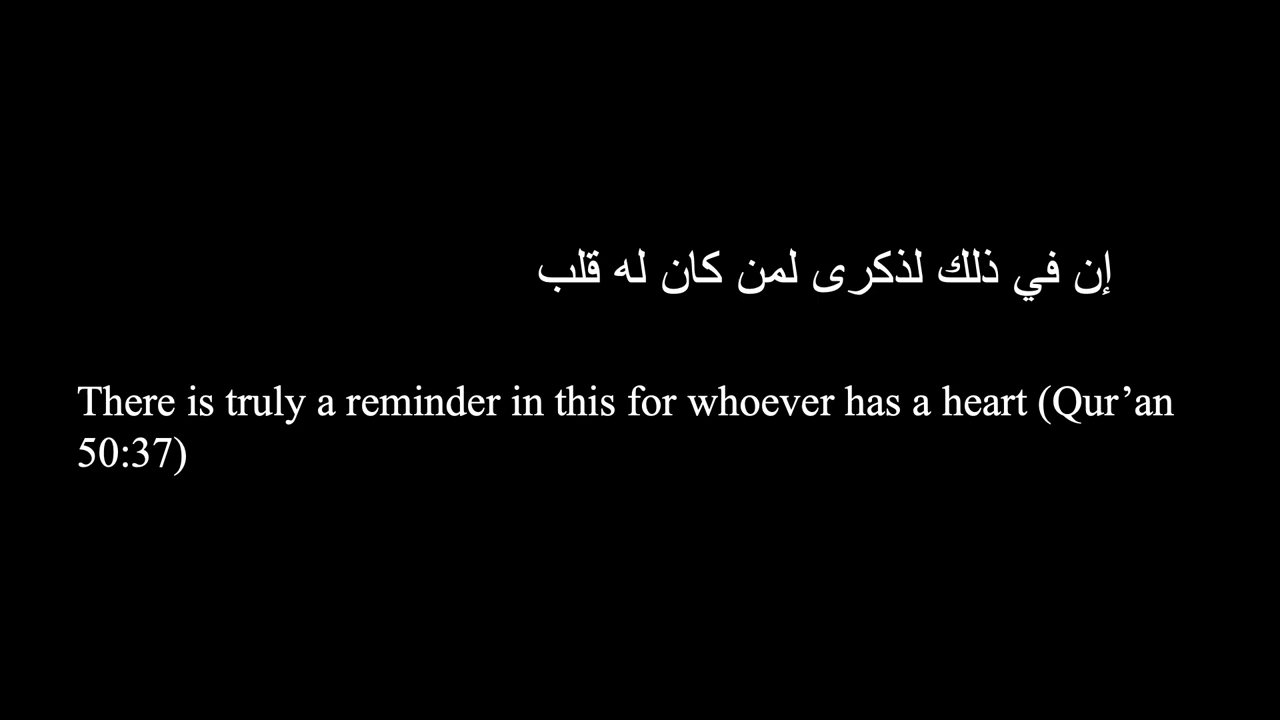 إن في ذلك لذكرى لمن كان له قلب
There is truly a reminder in this for whoever has a heart (Qur’an
50:37)